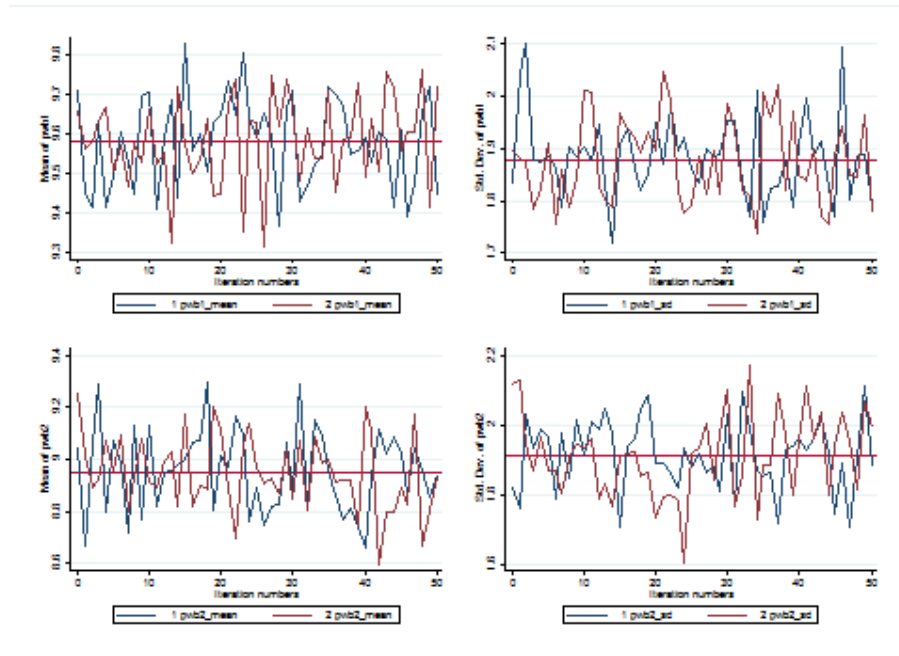 Mean of pwb1
9.8
9.7
9.6
9.5
9.4
9.3
0 10 20 30 40 50
Iteration numbers
1 pwb1_mean 2 pwb1_mean
Std. Dev. of pwb1
2.1
2
1.9
1.8
1.7
0 10 20 30 40 50
Iteration numbers
1 pwb1_sd 2 pwb1_sd
Mean of pwb2
9.4
9.2
9
8.8
8.6
0 10 20 30 40 50
Iteration numbers
1 pwb2_mean 2 pwb2_mean
Std. Dev. of pwb2
2.2
2
1.8
1.6
0 10 20 30 40 50
Iteration numbers
1 pwb2_sd 2 pwb2_sd